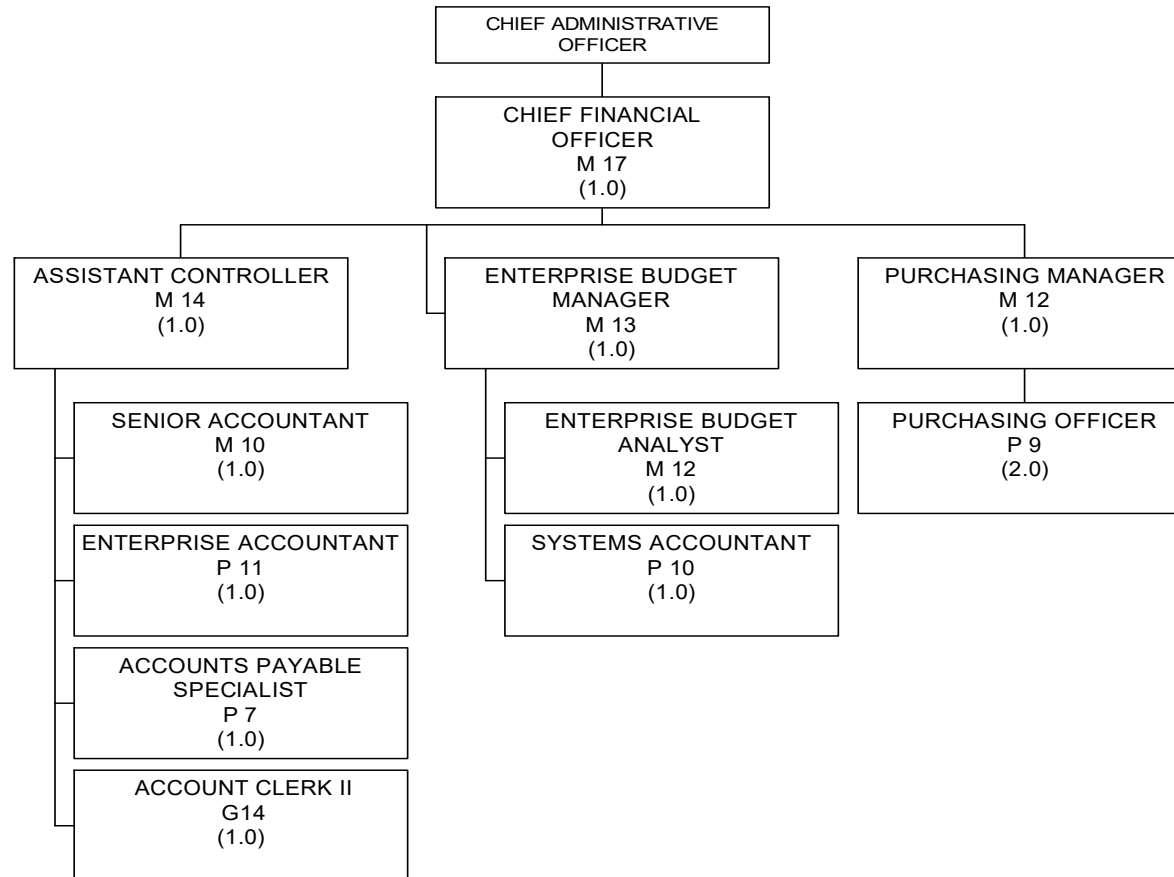 CHIEF ADMINISTRATIVE
OFFICER
CHIEF FINANCIAL
OFFICER
M 17
(1.0)
ASSISTANT CONTROLLER
M 14
(1.0)
ENTERPRISE BUDGET
MANAGER
M 13
(1.0)
PURCHASING MANAGER
M 12
(1.0)
SENIOR ACCOUNTANT
M 10
(1.0)
ENTERPRISE BUDGET
ANALYST
M 12
(1.0)
PURCHASING OFFICER
P 9
(2.0)
ENTERPRISE ACCOUNTANT
P 11
(1.0)
SYSTEMS ACCOUNTANT
P 10
(1.0)
ACCOUNTS PAYABLE
SPECIALIST
P 7
(1.0)
ACCOUNT CLERK II
G14
(1.0)